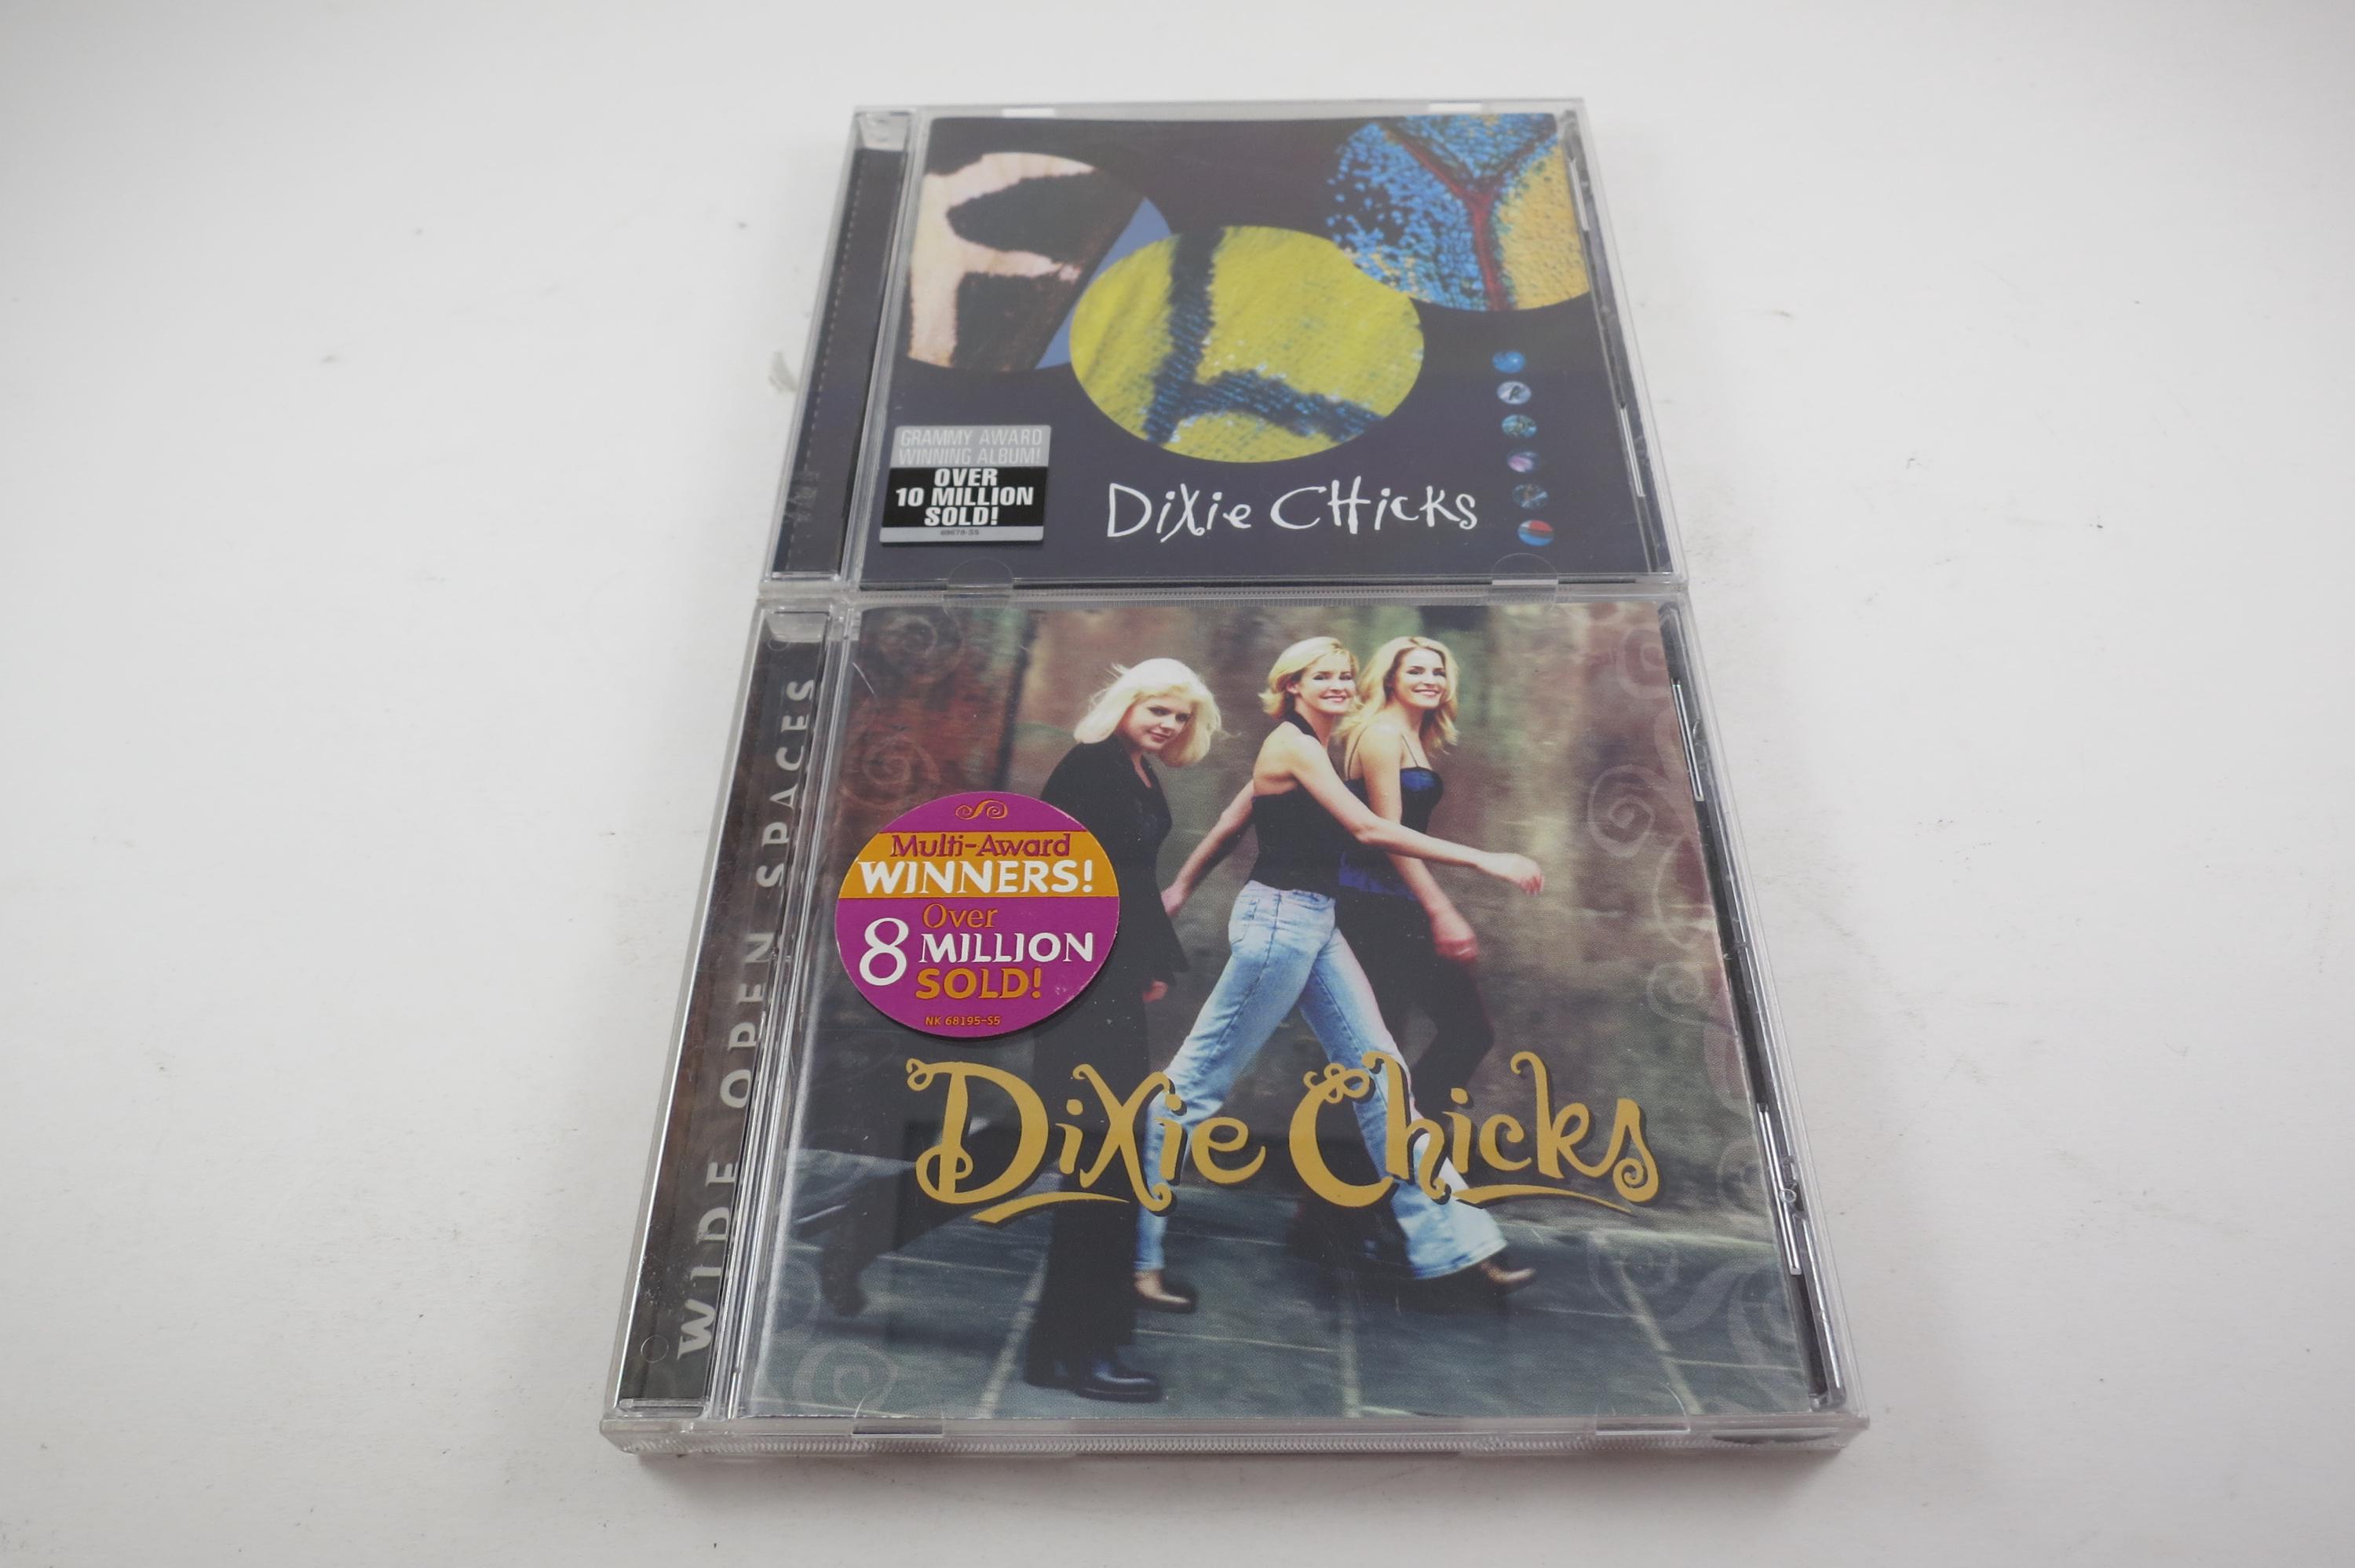 FLY
GRAMMY AWARD
WINNING ALBUM!
OVER
10 MILLION
SOLD!
DiXie CHicks
WIDE OPEN SPACES
Multi-Award
WINNERS!
Over
8 MILLION
SOLD!
NK 68195-S5
Dixie Chicks